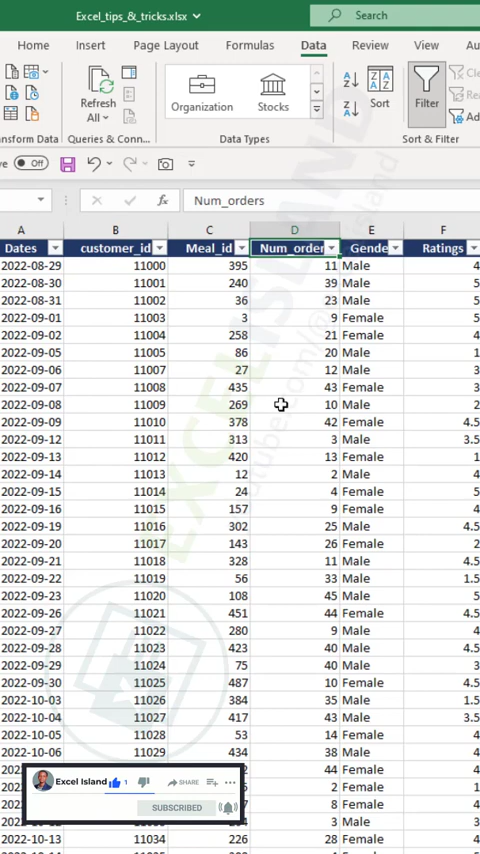 Excel_tips_&_tricks.xlsx
Search
Home Insert Page Layout Formulas Data Review View Au
Refresh All
Organization
Stocks
Sort
Filter
Clea
Rea
nsform Data Queries & Conn... Data Types Sort & Filter
Off
Num_orders
A B C D E F
Dates customer_id Meal_id Num_order Gende Ratings
2022-08-29 11000 395 11 Male 4
2022-08-30 11001 240 39 Male 5
2022-08-31 11002 36 23 Male 5
2022-09-01 11003 3 9 Female 5
2022-09-02 11004 258 21 Female 4
2022-09-05 11005 86 20 Male 1
2022-09-06 11006 27 12 Male 3
2022-09-07 11008 435 43 Female 3
2022-09-08 11009 269 10 Male 2
2022-09-09 11010 378 42 Female 4.5
2022-09-12 11011 313 3 Male 3.5
2022-09-13 11012 420 13 Female 1
2022-09-14 11013 12 2 Male 4
2022-09-15 11014 24 4 Female 5
2022-09-16 11015 157 9 Female 4
2022-09-19 11016 302 25 Male 4.5
2022-09-20 11017 143 26 Female 2
2022-09-21 11018 328 11 Male 4.5
2022-09-22 11019 56 33 Male 1.5
2022-09-23 11020 108 45 Male 5
2022-09-26 11021 451 44 Female 4.5
2022-09-27 11022 280 9 Male 4
2022-09-28 11023 423 40 Male 4.5
2022-09-29 11024 75 40 Male 3
2022-09-30 11025 487 10 Female 4.5
2022-10-03 11026 384 35 Male 1.5
2022-10-04 11027 417 43 Male 3.5
2022-10-05 11028 53 14 Female 4
2022-10-06 11029 434 38 Male 4
44 Female 4
2 Female 1
8 Female 4
3 Male 4
2022-10-13 11034 226 28 Female 4
Excel Island 1 SHARE
SUBSCRIBED
EXCELISLAND